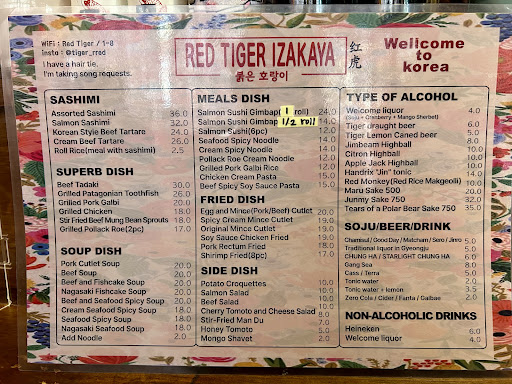 WiFi : Red Tiger / 1~8
insta : @tiger_rred
I have a hair tie.
I'm taking song requests.
RED TIGER IZAKAYA
붉은 호랑이
红虎
Wellcome
to
korea
SASHIMI
Assorted Sashimi 36.0
Salmon Sashimi 32.0
Korean Style Beef Tartare 24.0
Cream Beef Tartare 26.0
Roll Rice(meal with sashimi) 2.5
SUPERB DISH
Beef Tadaki 30.0
Grilled Patagonian Toothfish 26.0
Grilled Pork Galbi 20.0
Grilled Chicken 18.0
Stir Fried Beef Mung Bean Sprouts 18.0
Grilled Pollack Roe(2pc) 17.0
SOUP DISH
Pork Cutlet Soup 20.0
Beef Soup 20.0
Beef and Fishcake Soup 20.0
Nagasaki Fishcake Soup 20.0
Beef and Seafood Spicy Soup 20.0
Cream Seafood Spicy Soup 18.0
Seafood Spicy Soup 18.0
Nagasaki Seafood Soup 18.0
Add Noodle 2.0
MEALS DISH
Salmon Sushi Gimbap( 1 roll) 24.0
Salmon Sushi Gimbap 1/2 roll 14.0
Salmon Sushi(6pc) 12.0
Seafood Spicy Noodle 14.0
Cream Spicy Noodle 14.0
Pollack Roe Cream Noodle 12.0
Grilled Pork Galbi Rice
Chicken Cream Pasta 15.0
Beef Spicy Soy Sauce Pasta 15.0
FRIED DISH
Egg and Mince(Pork/Beef) Cutlet 20.0
Spicy Cream Mince Cutlet 19.0
Original Mince Cutlet 19.0
Soy Sauce Chicken Fried 19.0
Pork Rectum Fried 18.0
Shrimp Fried(8pc) 17.0
SIDE DISH
Potato Croquettes 10.0
Salmon Salad 10.0
Beef Salad 10.0
Cherry Tomato and Cheese Salad 8.0
Stir-Fried Man Du 7.0
Honey Tomato 5.0
Mongo Shavet 2.0
TYPE OF ALCOHOL
Welcome liquor 4.0
(Soju + Cranberry + Mango Sherbet)
Tiger draught beer 6.0
Tiger Lemon Caned beer 5.0
Jimbeam Highball 8.0
Citron Highball 10.0
Apple Jack Highball 10.0
Handrix 'Jin' tonic 14.0
Red Monkey(Red Rice Makgeolli) 10.0
Maru Sake 500 20.0
Junmy Sake 750 32.0
Tears of a Polar Bear Sake 750 35.0
SOJU/BEER/DRINK
Chamisul / Good Day / Matcham / Sero / Jinro 5.0
Traditional liquor in Gyeongju 5.0
CHUNG HA / STARLIGHT CHUNG HA 6.0
Gang Sea 8.0
Cass / Terra 5.0
Tonic water 2.0
Tonic water + lemon 3.5
Zero Cola / Cider / Fanta / Galbae 2.0
NON-ALCOHOLIC DRINKS
Heineken 6.0
Welcome liquor 4.0